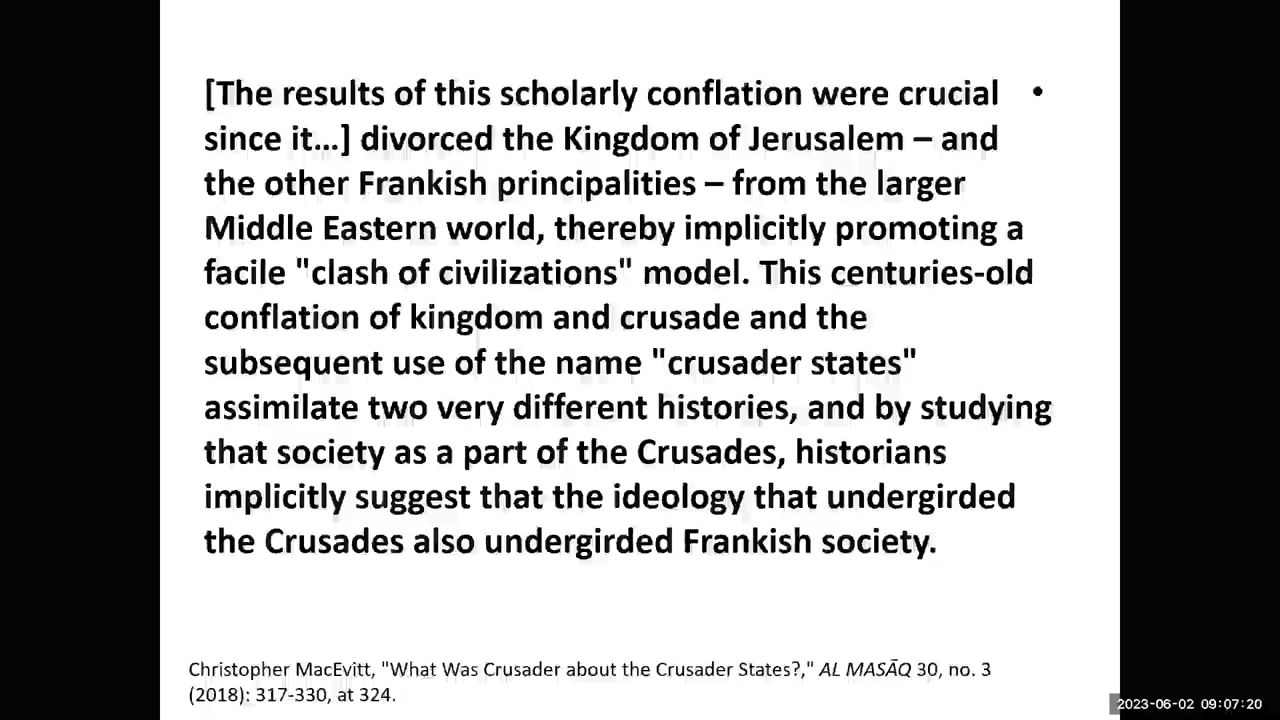 [The results of this scholarly conflation were crucial •
since it...] divorced the Kingdom of Jerusalem – and
the other Frankish principalities – from the larger
Middle Eastern world, thereby implicitly promoting a
facile "clash of civilizations" model. This centuries-old
conflation of kingdom and crusade and the
subsequent use of the name "crusader states"
assimilate two very different histories, and by studying
that society as a part of the Crusades, historians
implicitly suggest that the ideology that undergirded
the Crusades also undergirded Frankish society.
Christopher MacEvitt, "What Was Crusader about the Crusader States?," AL MASĀQ 30, no. 3
(2018): 317-330, at 324.
2023-06-02 09:07:20